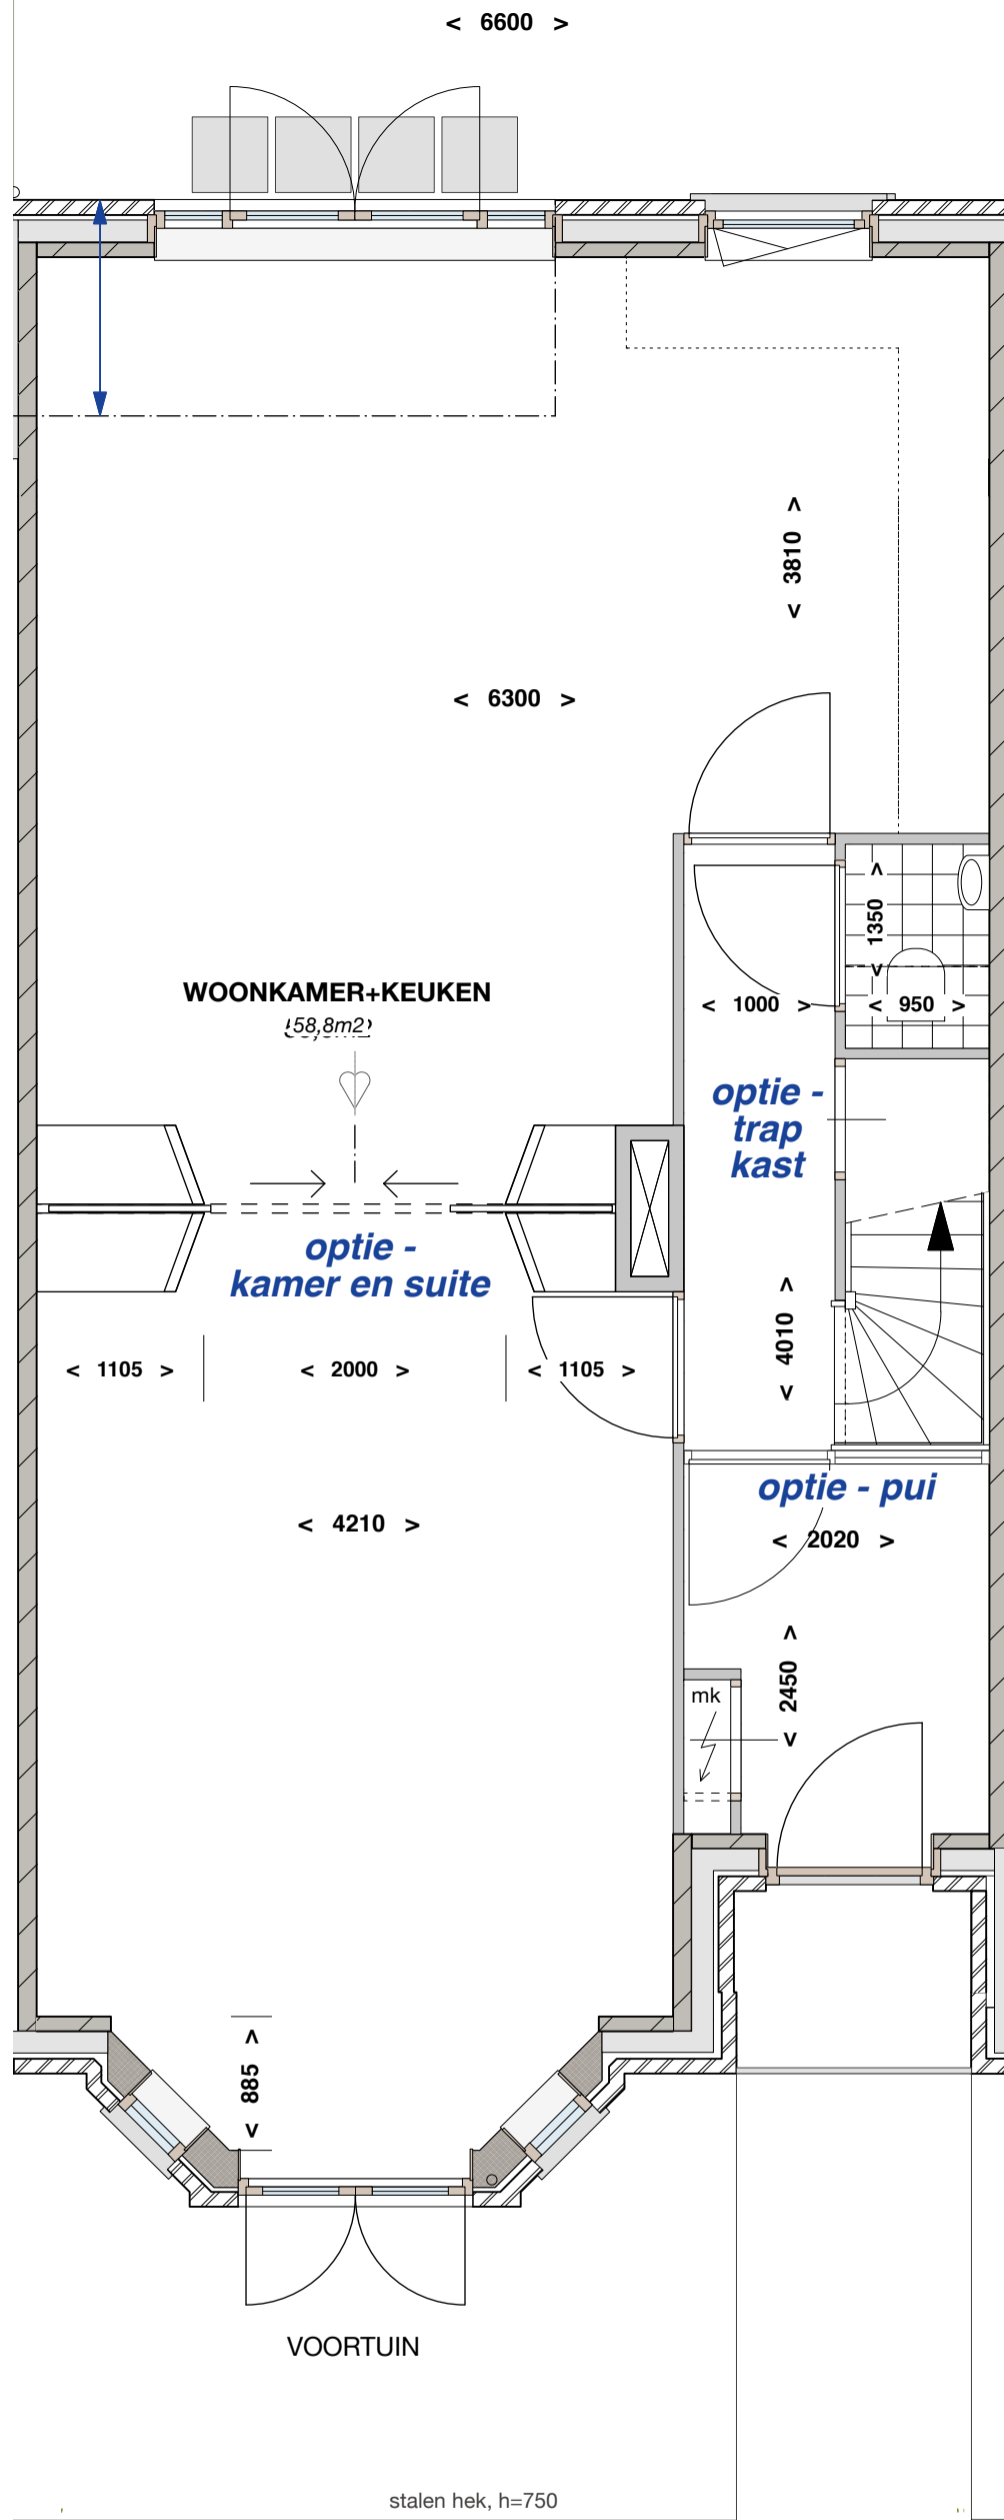 < 6600 >
< 3810 >
< 6300 >
< 1350 >
WOONKAMER+KEUKEN
58,8m2
< 1000 >
< 950 >
optie -
trap
kast
optie -
kamer en suite
< 4010 >
< 1105 >
< 2000 >
< 1105 >
optie - pui
< 4210 >
< 2020 >
< 2450 >
mk
< 885 >
VOORTUIN
stalen hek, h=750